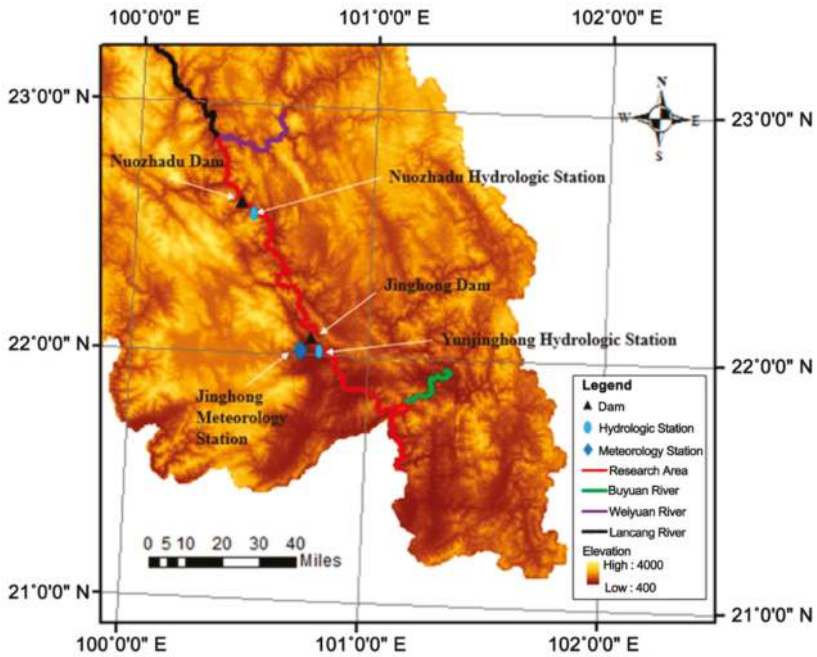 100°0'0" E
101°0'0" E
102°0'0" E
23°0'0" N
23°0'0" N
N
W
E
S
Nuozhadu Dam
Nuozhadu Hydrologic Station
Jinghong Dam
22°0'0" N
Yunjinghong Hydrologic Station
22°0'0" N
Jinghong
Meteorology
Station
Legend
Dam
Hydrologic Station
Meteorology Station
Research Area
Buyuan River
Weiyuan River
Lancang River
Elevation
High : 4000
Low : 400
0 5 10 20 30 40
Miles
21°0'0" N
21°0'0" N
100°0'0" E
101°0'0" E
102°0'0" E